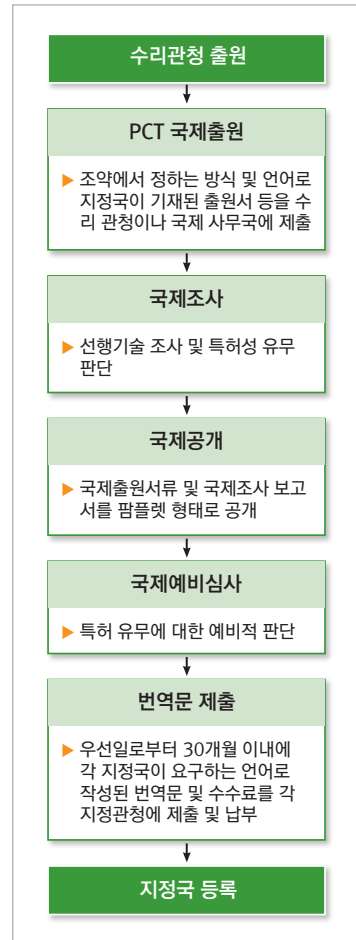 수리관청 출원
PCT 국제출원
▶ 조약에서 정하는 방식 및 언어로
지정국이 기재된 출원서 등을 수
리 관청이나 국제 사무국에 제출
국제조사
▶ 선행기술 조사 및 특허성 유무
판단
국제공개
▶ 국제출원서류 및 국제조사 보고
서를 팜플렛 형태로 공개
국제예비심사
▶ 특허 유무에 대한 예비적 판단
번역문 제출
▶ 우선일로부터 30개월 이내에
각 지정국이 요구하는 언어로
작성된 번역문 및 수수료를 각
지정관청에 제출 및 납부
지정국 등록